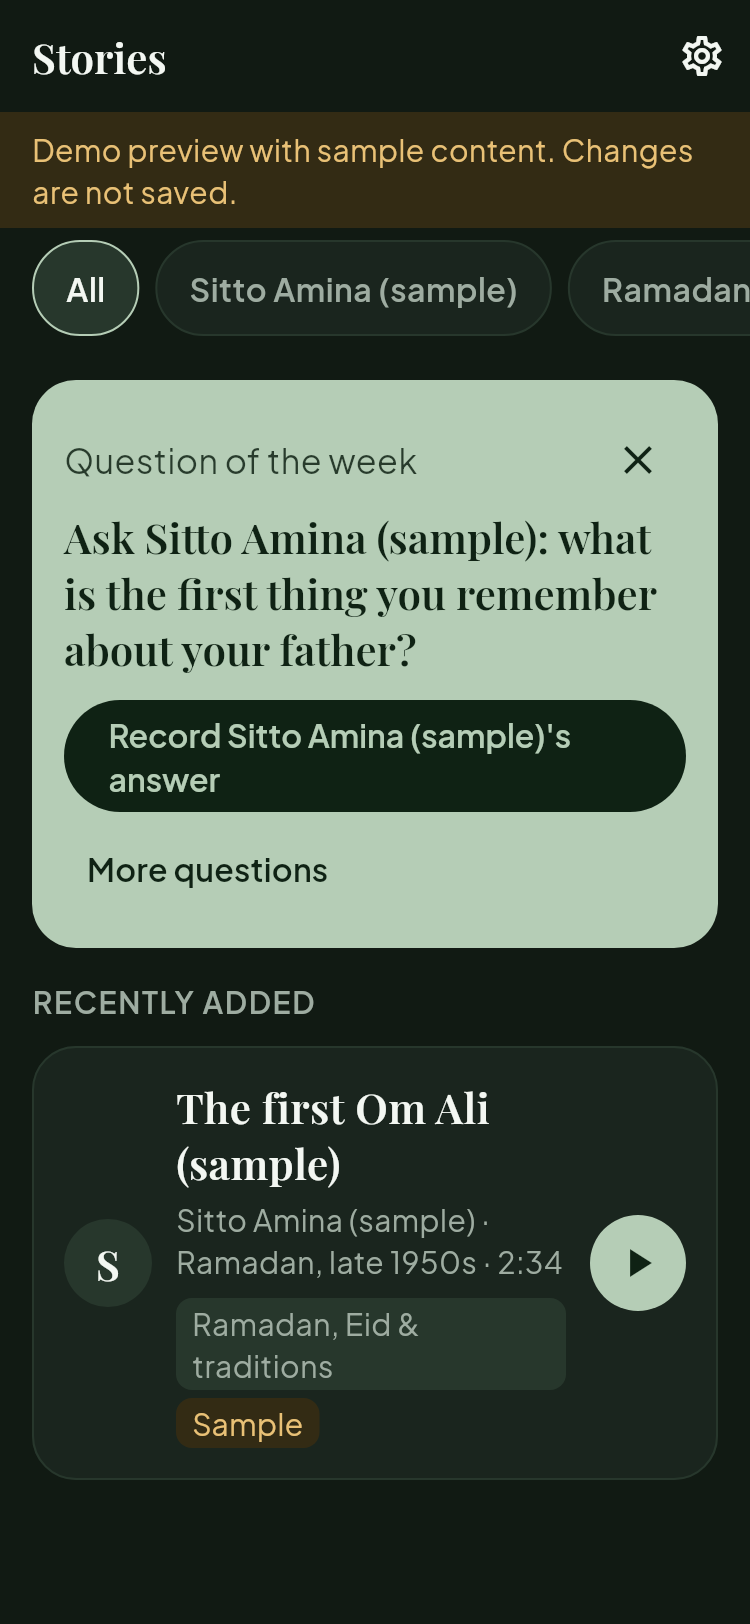 Stories
Demo preview with sample content. Changes
are not saved.
All
Sitto Amina (sample)
Ramadan
Question of the week
Ask Sitto Amina (sample): what
is the first thing you remember
about your father?
Record Sitto Amina (sample)'s
answer
More questions
RECENTLY ADDED
The first Om Ali
(sample)
S
Sitto Amina (sample) ·
Ramadan, late 1950s · 2:34
Ramadan, Eid &
traditions
Sample